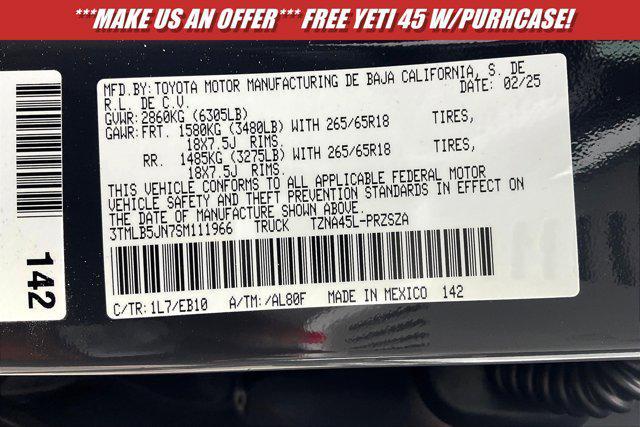 ***MAKE US AN OFFER*** FREE YETI 45 W/PURHCASE!
MFD.BY:TOYOTA MOTOR MANUFACTURING DE BAJA CALIFORNIA, S. DE
R.L. DE C.V. DATE: 02/25
GVWR: 2860KG (6305LB)
GAWR: FRT. 1580KG (3480LB) WITH 265/65R18 TIRES,
18X7.5J RIMS.
RR. 1485KG (3275LB) WITH 265/65R18 TIRES,
18X7.5J RIMS.
THIS VEHICLE CONFORMS TO ALL APPLICABLE FEDERAL MOTOR
VEHICLE SAFETY AND THEFT PREVENTION STANDARDS IN EFFECT ON
THE DATE OF MANUFACTURE SHOWN ABOVE.
3TMLB5JN7SM111966 TRUCK TZNA45L-PRZSZA
C/TR:1L7/EB10 A/TM:/AL80F MADE IN MEXICO 142
142